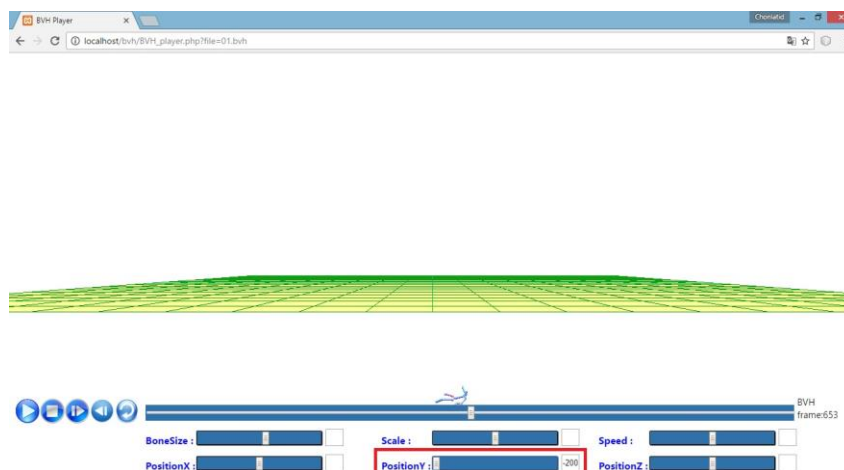 BVH Player
Chomatid
localhost/bvh/BVH_player.php?file=01.bvh
BVH
frame:653
BoneSize :
Scale :
Speed :
PositionX :
PositionY :
-200
PositionZ :